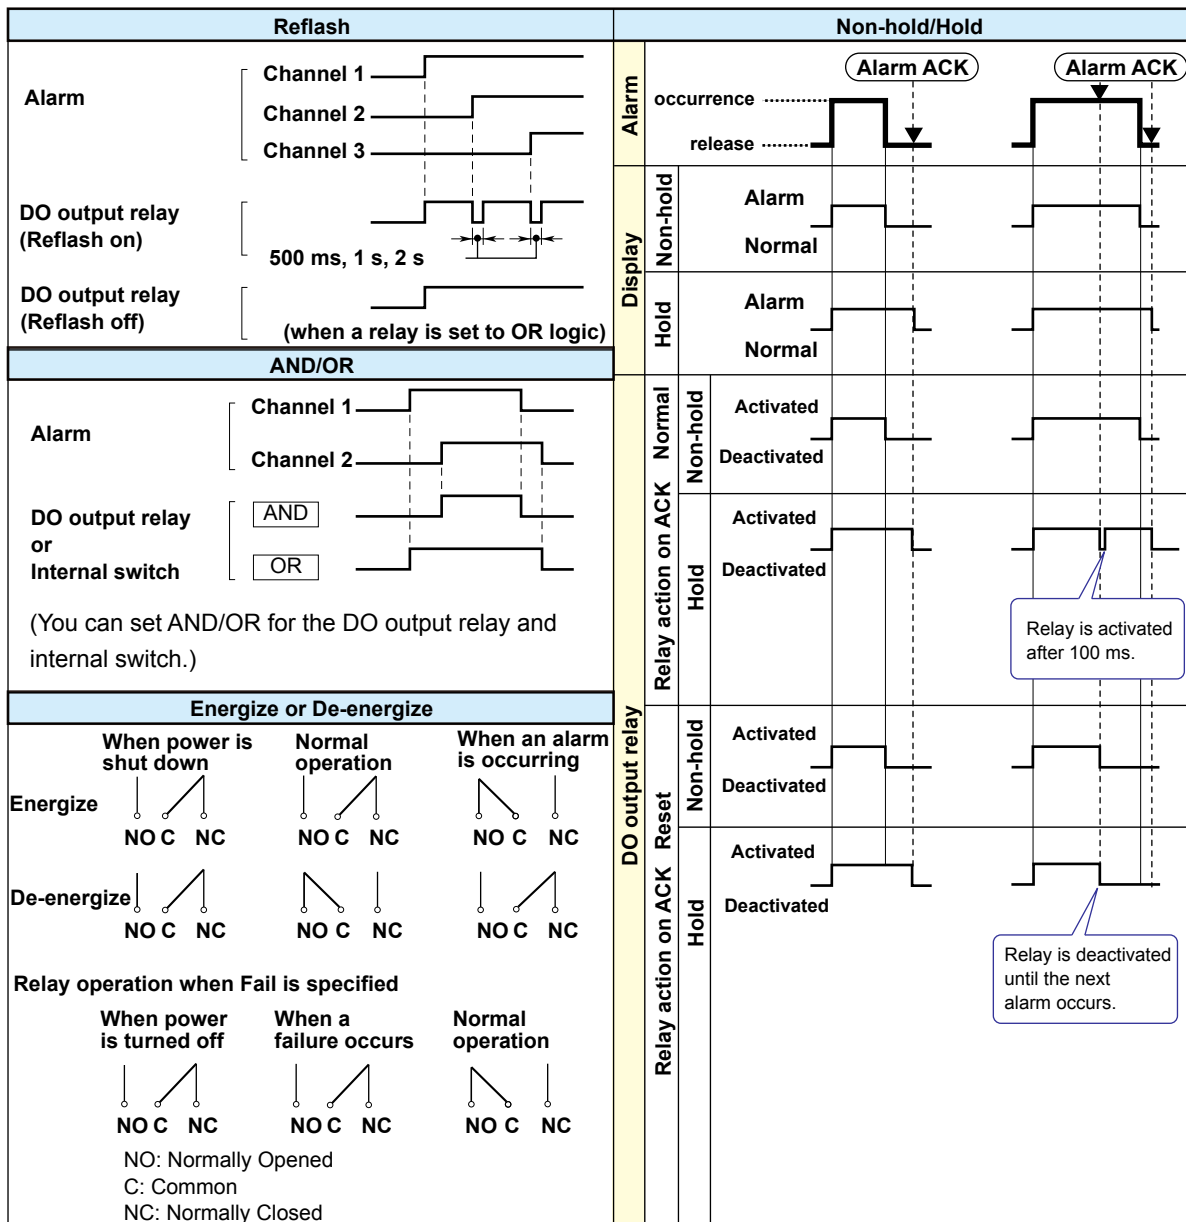 Reflash
Alarm
Channel 1
Channel 2
Channel 3
DO output relay
(Reflash on)
500 ms, 1 s, 2 s
DO output relay
(Reflash off)
(when a relay is set to OR logic)
AND/OR
Alarm
Channel 1
Channel 2
DO output relay
or
Internal switch
AND
OR
(You can set AND/OR for the DO output relay and
internal switch.)
Energize or De-energize
When power is
shut down
Normal
operation
When an alarm
is occurring
Energize
NO C NC
NO C NC
NO C NC
De-energize
NO C NC
NO C NC
NO C NC
Relay operation when Fail is specified
When power
is turned off
When a
failure occurs
Normal
operation
NO C NC
NO C NC
NO C NC
NO: Normally Opened
C: Common
NC: Normally Closed
Non-hold/Hold
Alarm
Alarm ACK
Alarm ACK
occurrence
release
Display
Non-hold
Alarm
Normal
Hold
Alarm
Normal
DO output relay
Relay action on ACK Normal
Non-hold
Activated
Deactivated
Hold
Activated
Deactivated
Relay is activated
after 100 ms.
Relay action on ACK Reset
Non-hold
Activated
Deactivated
Hold
Activated
Deactivated
Relay is deactivated
until the next
alarm occurs.